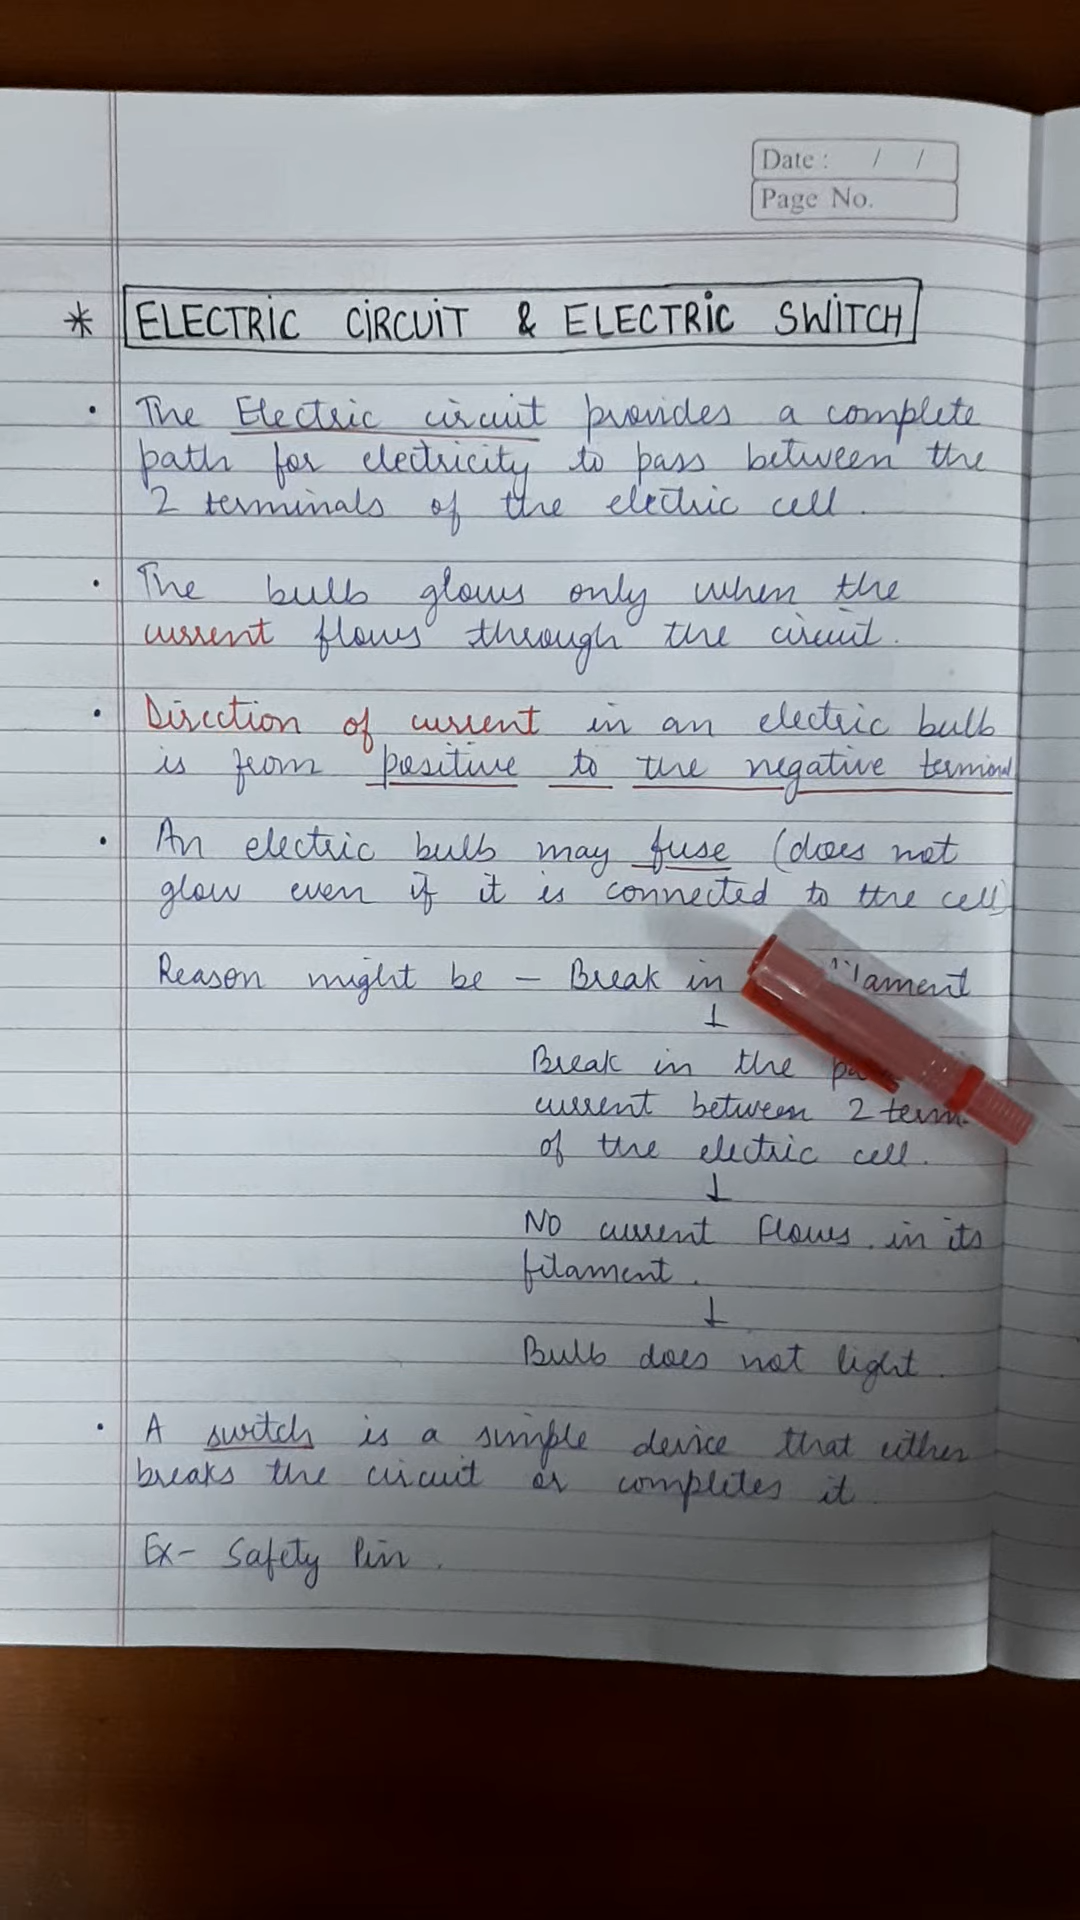 Date : / /
Page No.
* ELECTRIC CIRCUIT & ELECTRIC SWITCH
• The Electric circuit provides a complete
path for electricity to pass between the
2 terminals of the electric cell.
• The bulb glows only when the
current flows through the circuit.
• Direction of current in an electric bulb
is from positive to the negative terminal
• An electric bulb may fuse (does not
glow even if it is connected to the cell)
Reason might be - Break in
↓
Break in the
current between 2
of the electric cell.
↓
No current flows in its
filament.
↓
Bulb does not light.
• A switch is a simple device that either
breaks the circuit or completes it
Ex- Safety Pin.